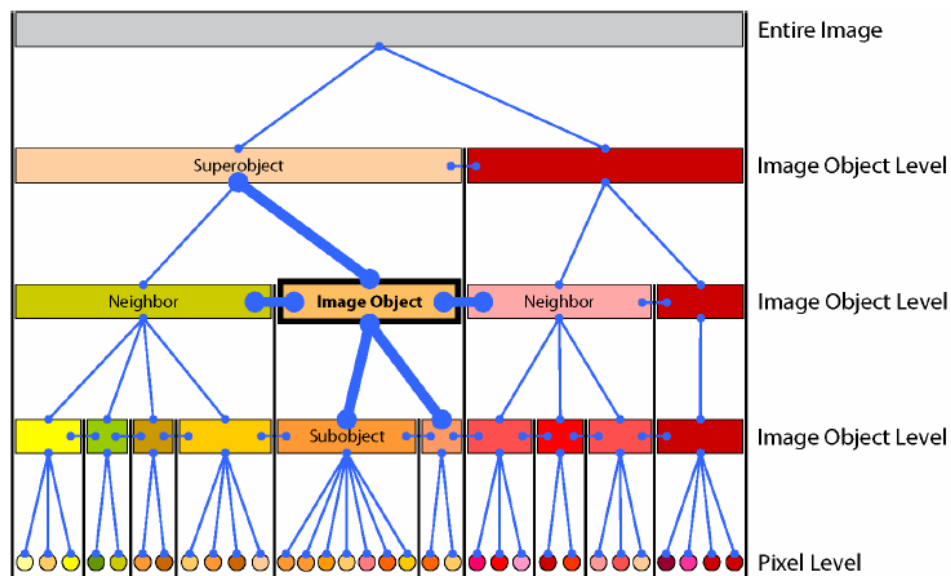 Entire Image
Superobject
Image Object Level
Neighbor
Image Object
Neighbor
Image Object Level
Subobject
Image Object Level
Pixel Level